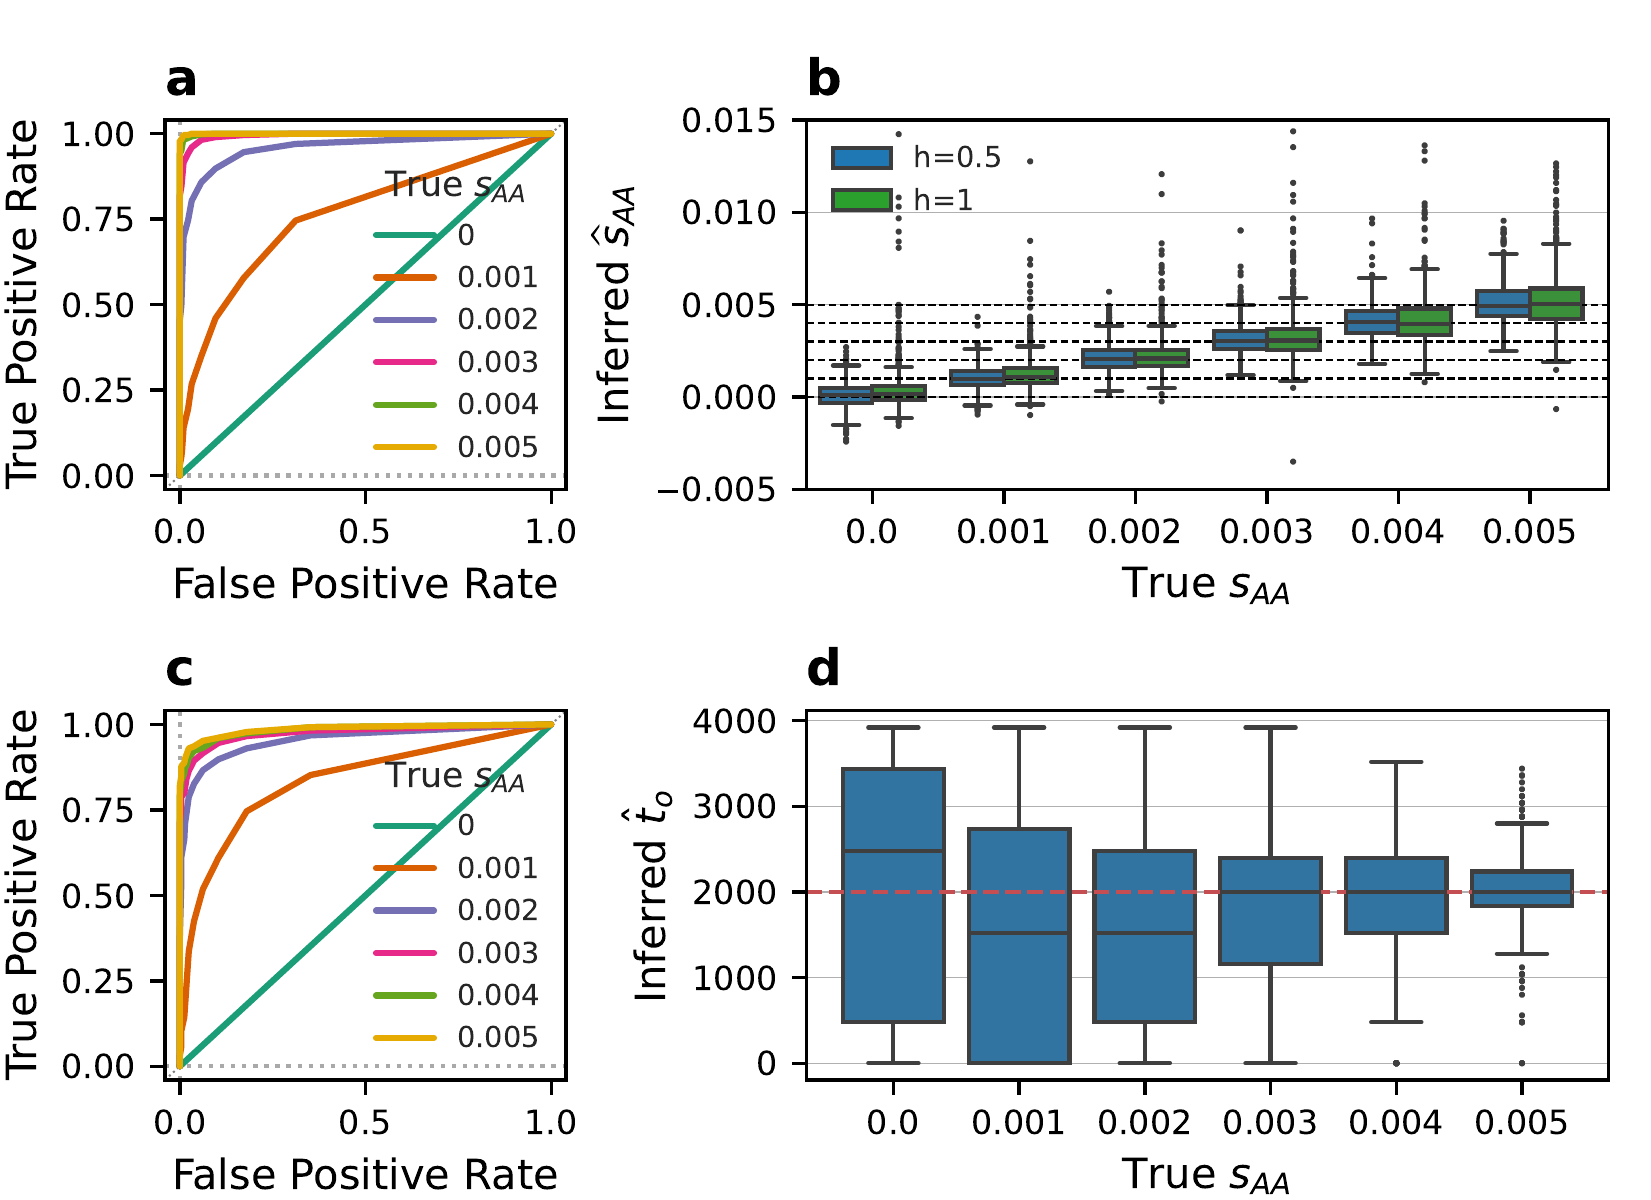 a
True Positive Rate
1.00
0.75
0.50
0.25
0.00
True s_AA
0
0.001
0.002
0.003
0.004
0.005
0.0 0.5 1.0
False Positive Rate
b
Inferred ŝ_AA
0.015
0.010
0.005
0.000
−0.005
h=0.5
h=1
0.0 0.001 0.002 0.003 0.004 0.005
True s_AA
c
True Positive Rate
1.00
0.75
0.50
0.25
0.00
True s_AA
0
0.001
0.002
0.003
0.004
0.005
0.0 0.5 1.0
False Positive Rate
d
Inferred t̂_o
4000
3000
2000
1000
0
0.0 0.001 0.002 0.003 0.004 0.005
True s_AA